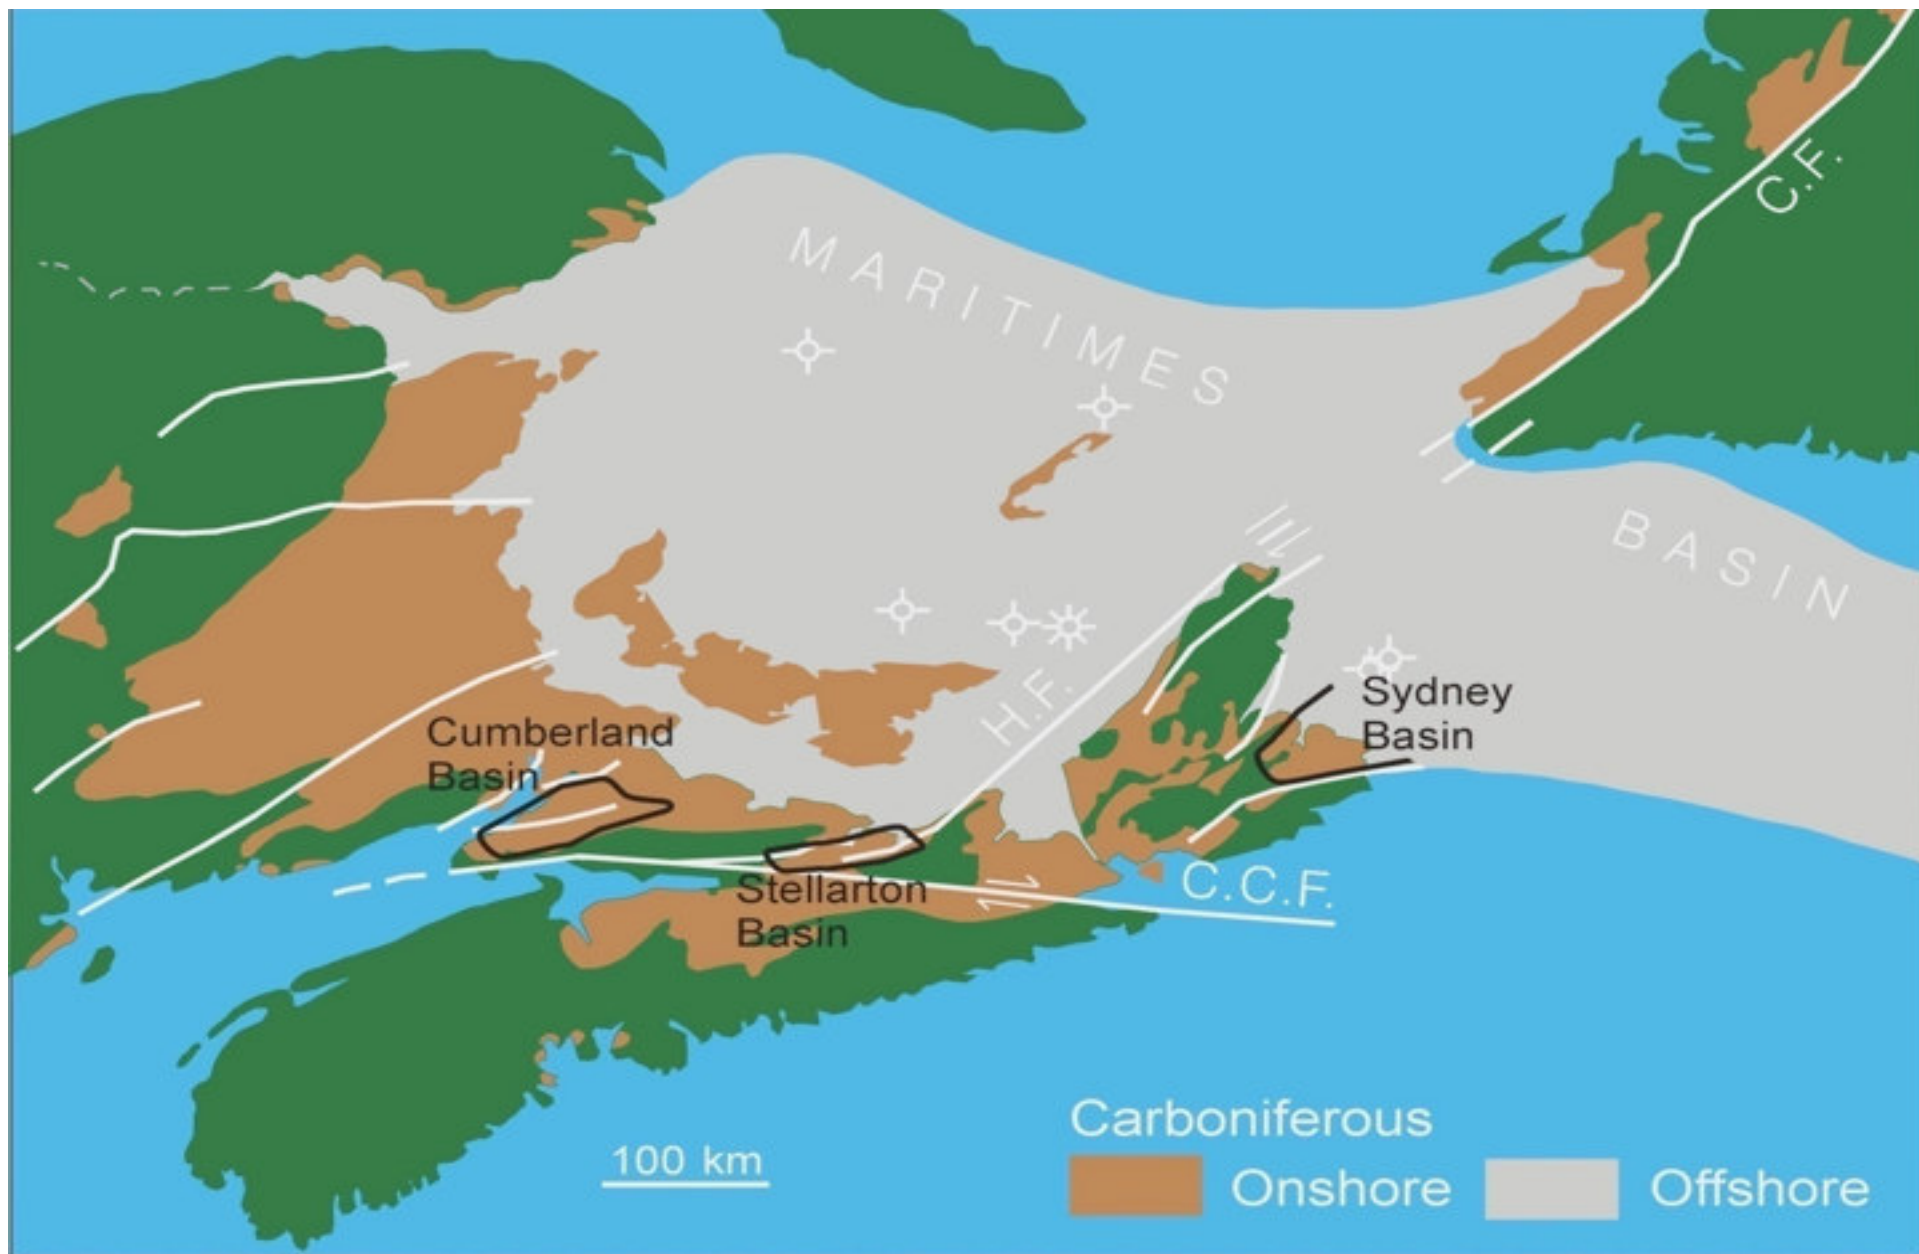 C.F.
MARITIMES
BASIN
H.F.
Sydney
Basin
Cumberland
Basin
C.C.F.
Stellarton
Basin
Carboniferous
100 km
Onshore
Offshore